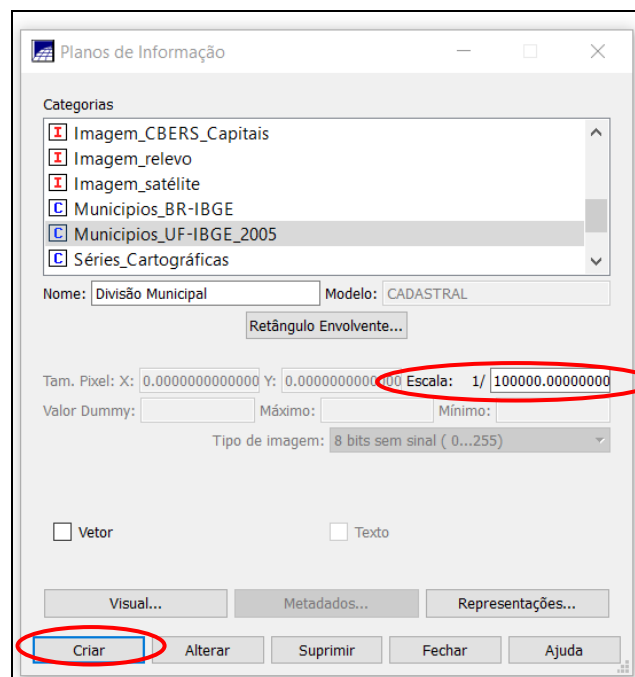 Planos de Informação
Categorias
Imagem_CBERS_Capitais
Imagem_relevo
Imagem_satélite
Municipios_BR-IBGE
Municipios_UF-IBGE_2005
Séries_Cartográficas
Nome: Divisão Municipal Modelo: CADASTRAL
Retângulo Envolvente...
Tam. Pixel: X: 0.0000000000000 Y: 0.0000000000000 Escala: 1/ 100000.00000000
Valor Dummy: Máximo: Mínimo:
Tipo de imagem: 8 bits sem sinal ( 0...255)
Vetor Texto
Visual... Metadados... Representações...
Criar Alterar Suprimir Fechar Ajuda